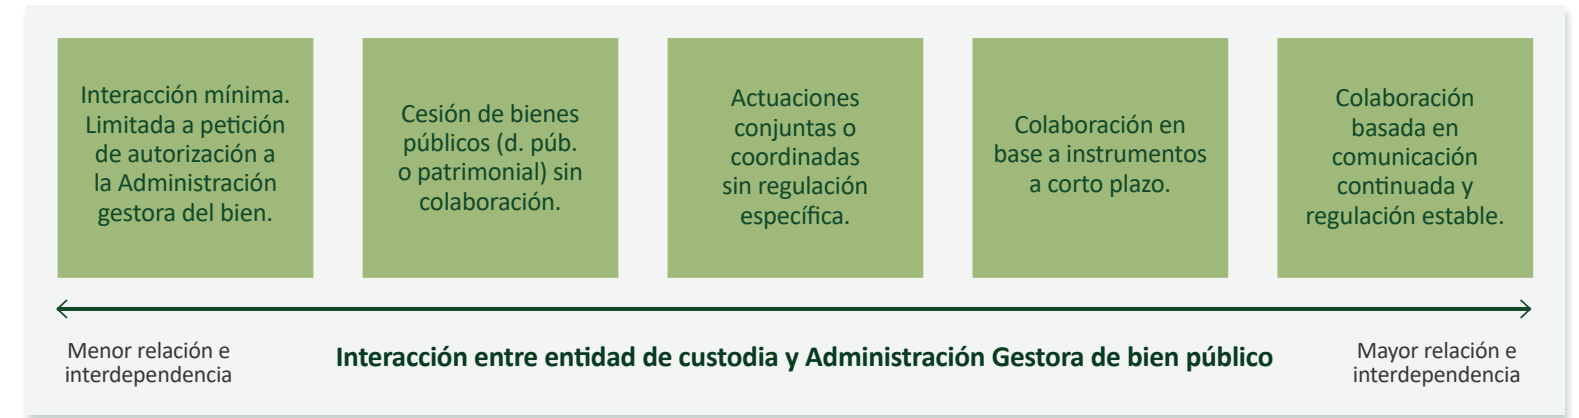 Interacción mínima.
Limitada a petición
de autorización a
la Administración
gestora del bien.
Cesión de bienes
públicos (d. púb.
o patrimonial) sin
colaboración.
Actuaciones
conjuntas o
coordinadas
sin regulación
específica.
Colaboración en
base a instrumentos
a corto plazo.
Colaboración
basada en
comunicación
continuada y
regulación estable.
Menor relación e
interdependencia
Interacción entre entidad de custodia y Administración Gestora de bien público
Mayor relación e
interdependencia